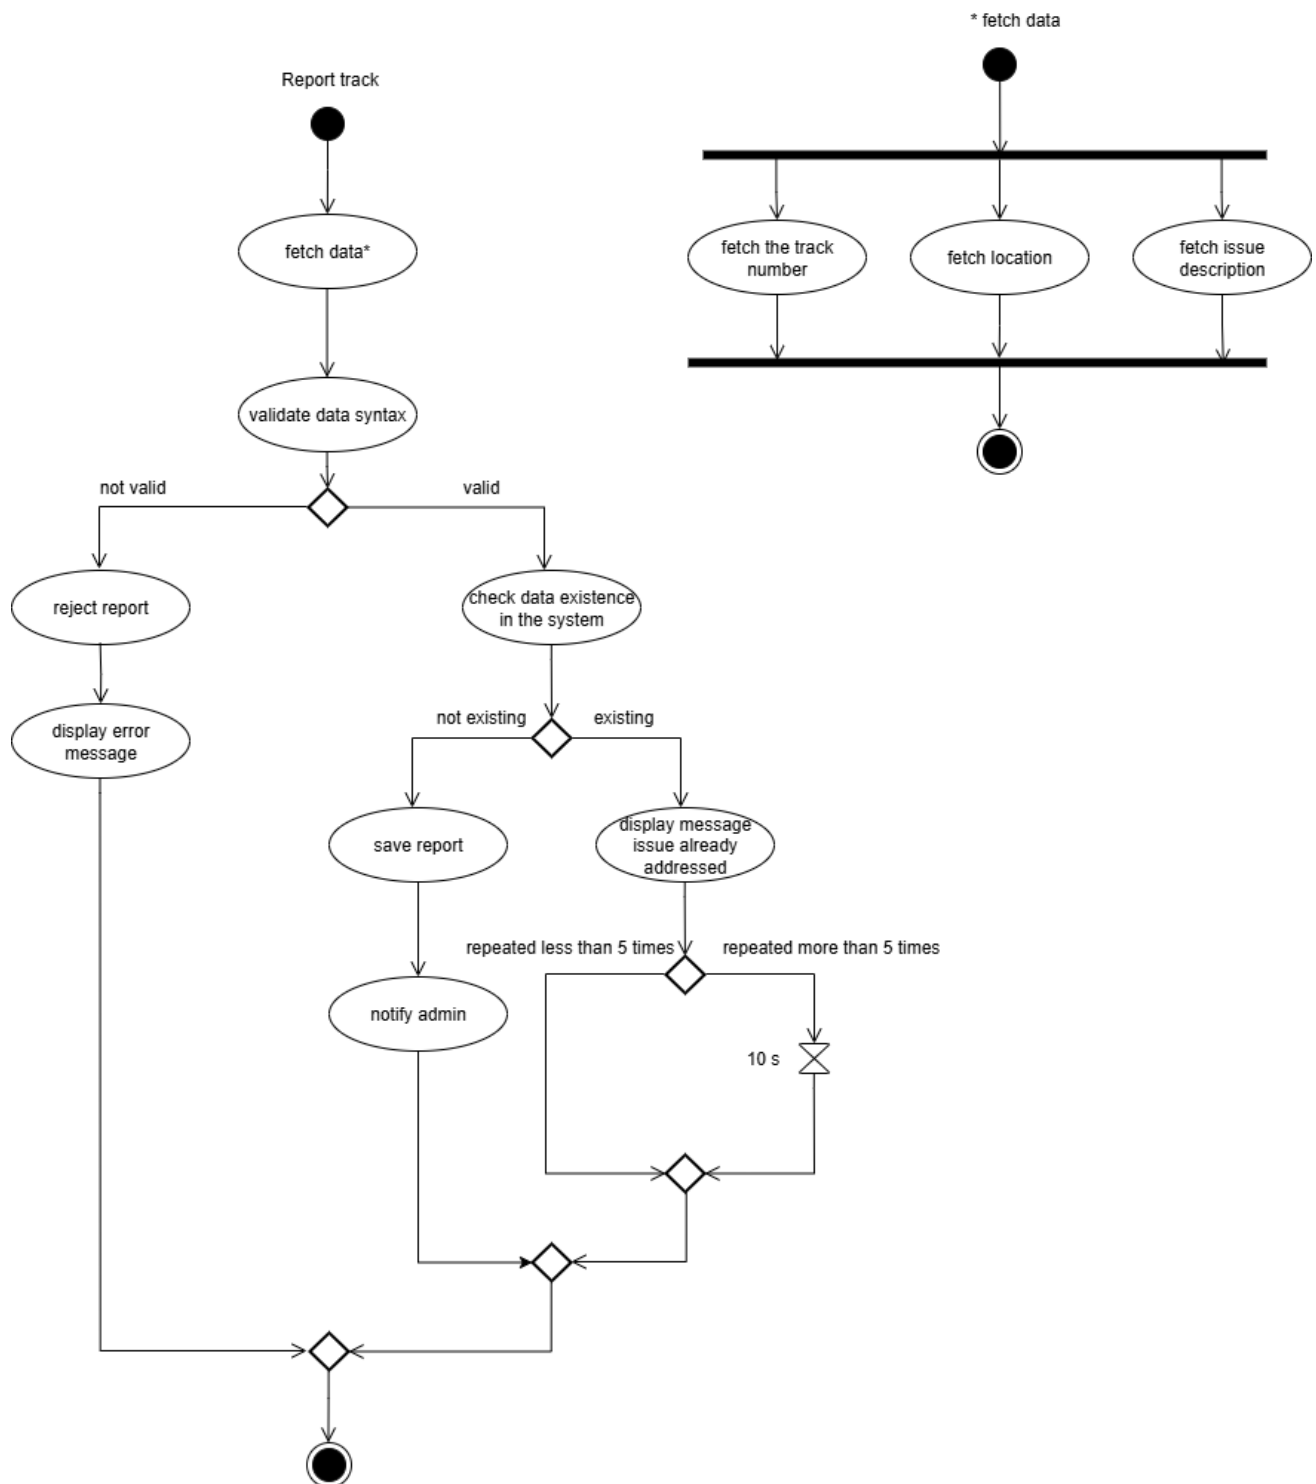 * fetch data
Report track
fetch data*
fetch the track
number
fetch location
fetch issue
description
validate data syntax
not valid
valid
reject report
check data existence
in the system
display error
message
not existing
existing
save report
display message
issue already
addressed
repeated less than 5 times
repeated more than 5 times
notify admin
10 s